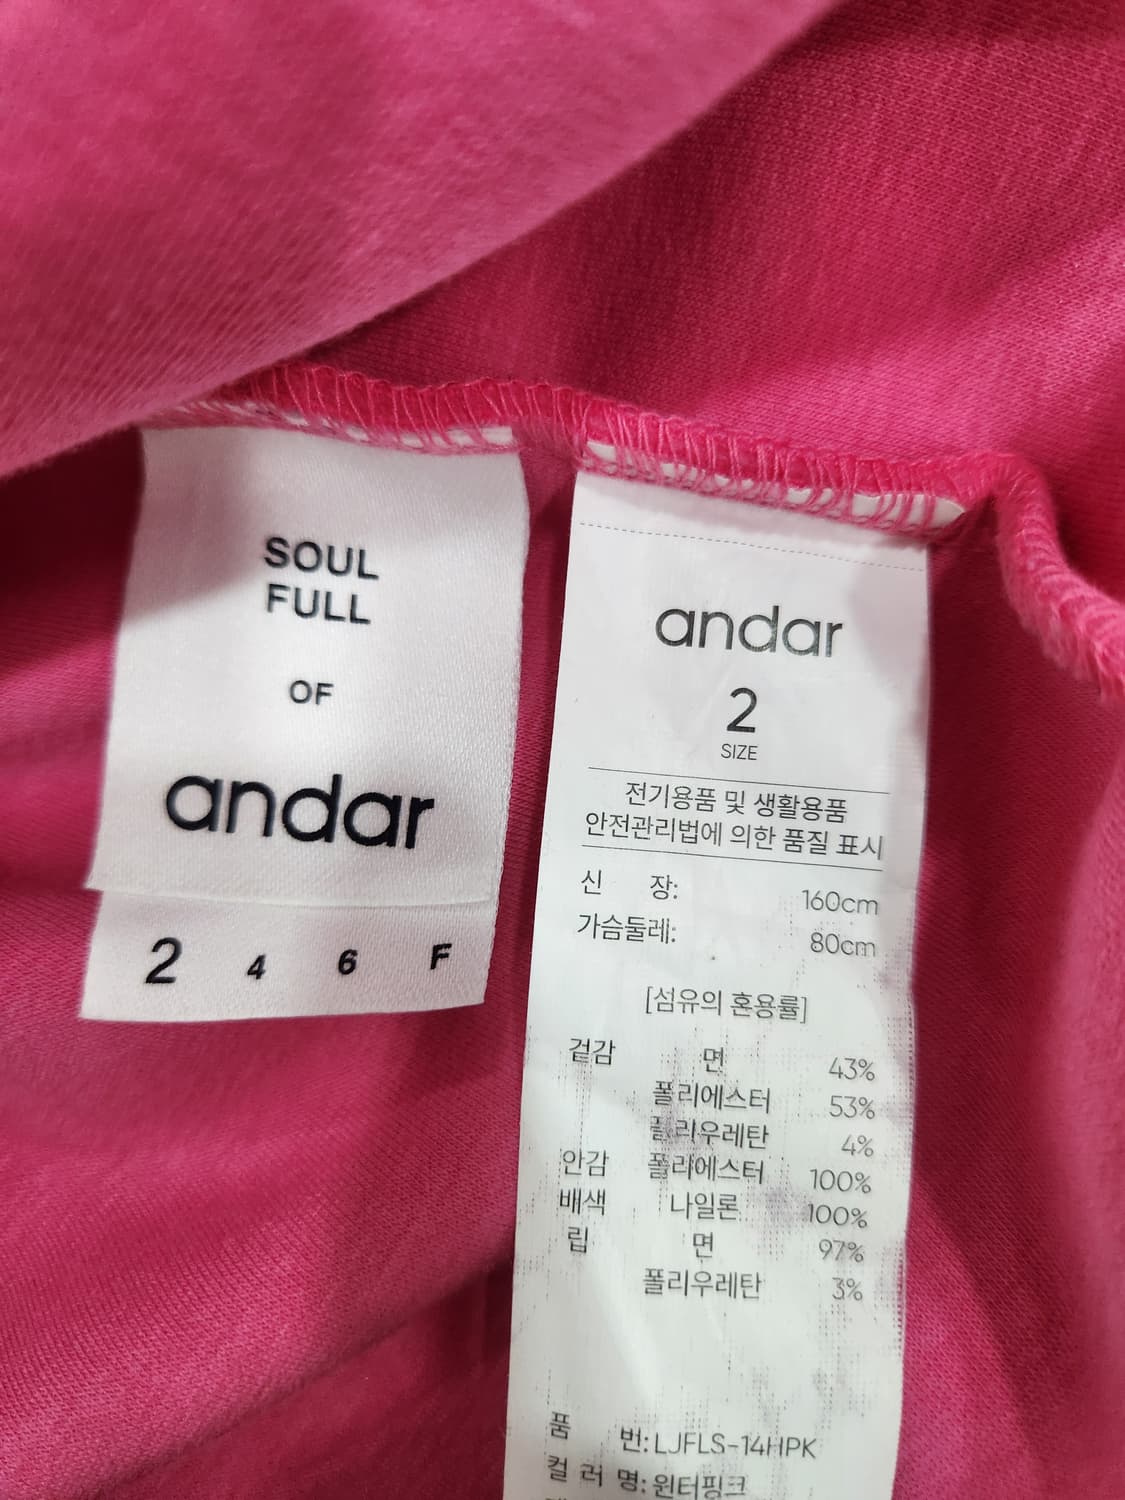 SOUL
FULL
OF
andar
2 4 6 F
andar
2
SIZE
전기용품 및 생활용품
안전관리법에 의한 품질 표시
신 장: 160cm
가슴둘레: 80cm
[섬유의 혼용률]
겉감 면 43%
폴리에스터 53%
폴리우레탄 4%
안감 폴리에스터 100%
배색 나일론 100%
립 면 97%
폴리우레탄 3%
품 번: LJFLS-14HPK
컬 러 명: 윈터핑크